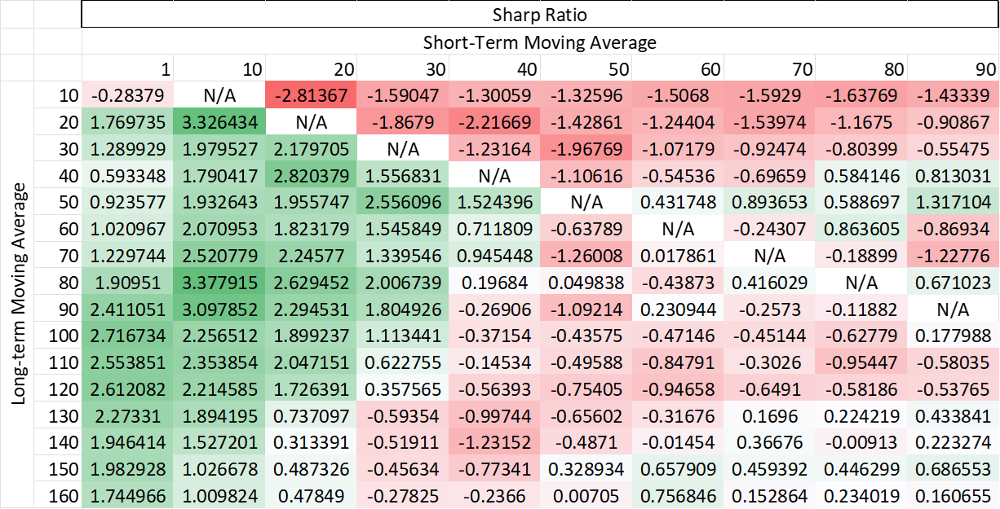 Sharp Ratio
Short-Term Moving Average
1 10 20 30 40 50 60 70 80 90
Long-term Moving Average
10 -0.28379 N/A -2.81367 -1.59047 -1.30059 -1.32596 -1.5068 -1.5929 -1.63769 -1.43339
20 1.769735 3.326434 N/A -1.8679 -2.21669 -1.42861 -1.24404 -1.53974 -1.1675 -0.90867
30 1.289929 1.979527 2.179705 N/A -1.23164 -1.96769 -1.07179 -0.92474 -0.80399 -0.55475
40 0.593348 1.790417 2.820379 1.556831 N/A -1.10616 -0.54536 -0.69659 0.584146 0.813031
50 0.923577 1.932643 1.955747 2.556096 1.524396 N/A 0.431748 0.893653 0.588697 1.317104
60 1.020967 2.070953 1.823179 1.545849 0.711809 -0.63789 N/A -0.24307 0.863605 -0.86934
70 1.229744 2.520779 2.24577 1.339546 0.945448 -1.26008 0.017861 N/A -0.18899 -1.22776
80 1.90951 3.377915 2.629452 2.006739 0.19684 0.049838 -0.43873 0.416029 N/A 0.671023
90 2.411051 3.097852 2.294531 1.804926 -0.26906 -1.09214 0.230944 -0.2573 -0.11882 N/A
100 2.716734 2.256512 1.899237 1.113441 -0.37154 -0.43575 -0.47146 -0.45144 -0.62779 0.177988
110 2.553851 2.353854 2.047151 0.622755 -0.14534 -0.49588 -0.84791 -0.3026 -0.95447 -0.58035
120 2.612082 2.214585 1.726391 0.357565 -0.56393 -0.75405 -0.94658 -0.6491 -0.58186 -0.53765
130 2.27331 1.894195 0.737097 -0.59354 -0.99744 -0.65602 -0.31676 0.1696 0.224219 0.433841
140 1.946414 1.527201 0.313391 -0.51911 -1.23152 -0.4871 -0.01454 0.36676 -0.00913 0.223274
150 1.982928 1.026678 0.487326 -0.45634 -0.77341 0.328934 0.657909 0.459392 0.446299 0.686553
160 1.744966 1.009824 0.47849 -0.27825 -0.2366 0.00705 0.756846 0.152864 0.234019 0.160655